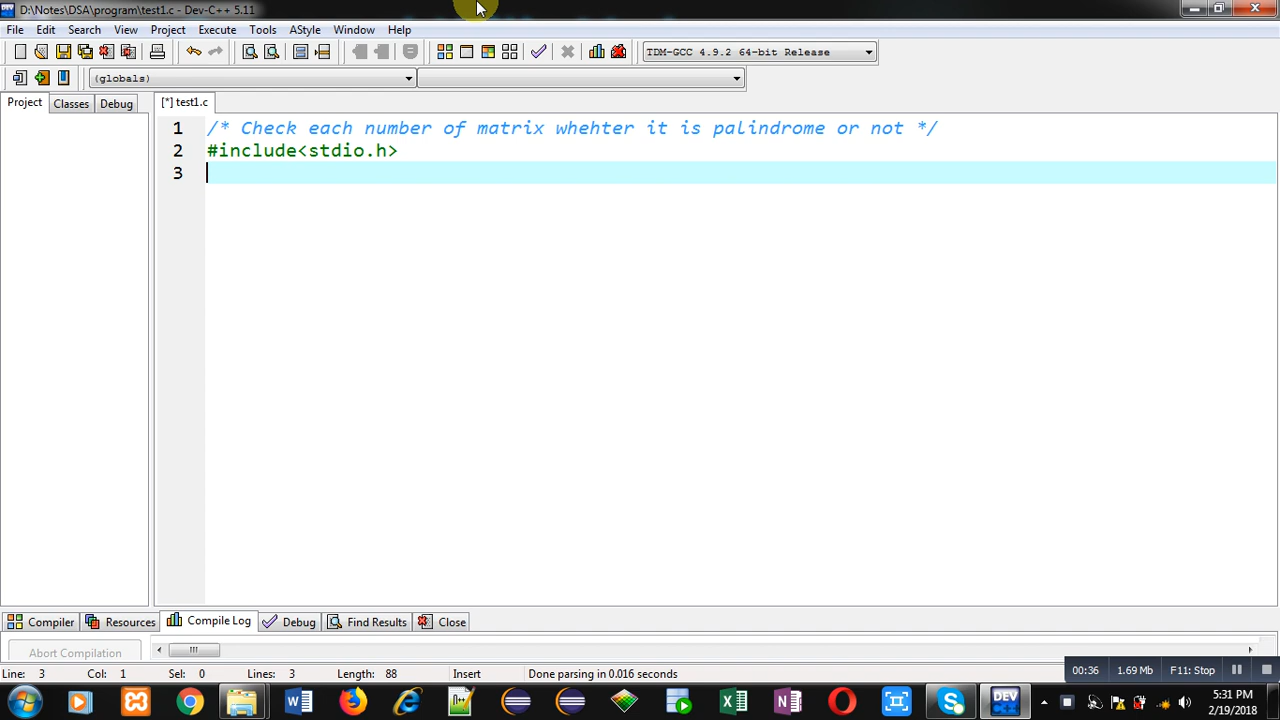 D:\Notes\DSA\program\test1.c - Dev-C++ 5.11
File Edit Search View Project Execute Tools AStyle Window Help
TDM-GCC 4.9.2 64-bit Release
(globals)
Project Classes Debug [*] test1.c
1 /* Check each number of matrix whehter it is palindrome or not */
2 #include<stdio.h>
3
Compiler Resources Compile Log Debug Find Results Close
Abort Compilation
Line: 3 Col: 1 Sel: 0 Lines: 3 Length: 88 Insert Done parsing in 0.016 seconds
00:36 1.69 Mb F11: Stop
DEV
5:31 PM
2/19/2018